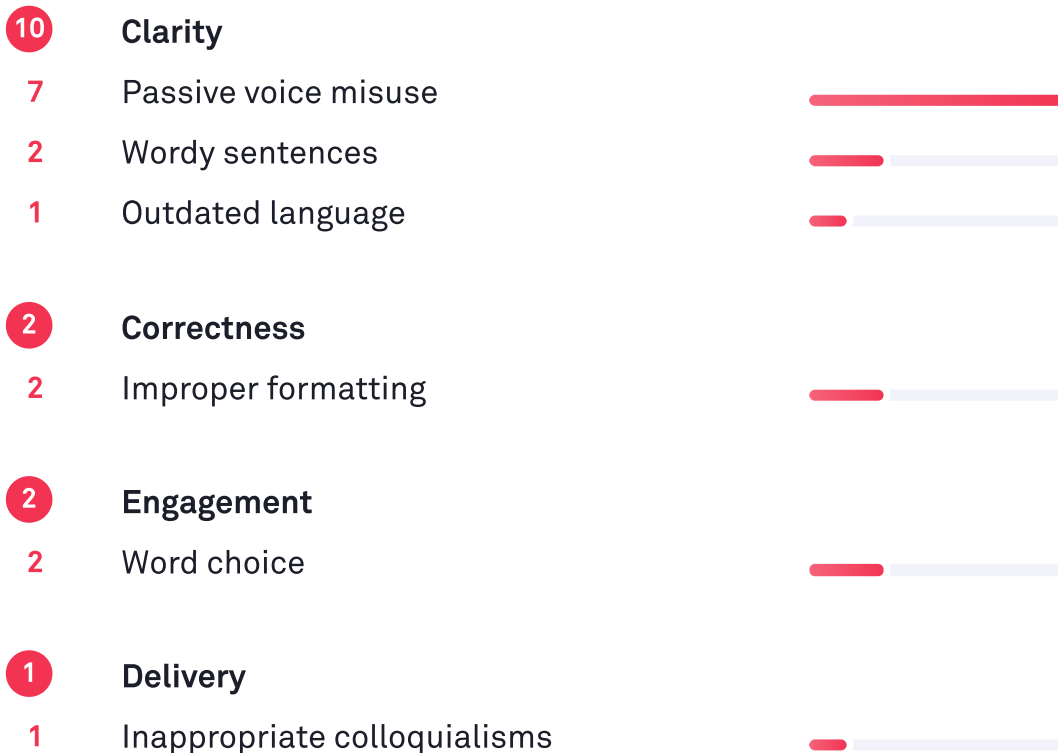 10 Clarity
7 Passive voice misuse
2 Wordy sentences
1 Outdated language
2 Correctness
2 Improper formatting
2 Engagement
2 Word choice
1 Delivery
1 Inappropriate colloquialisms